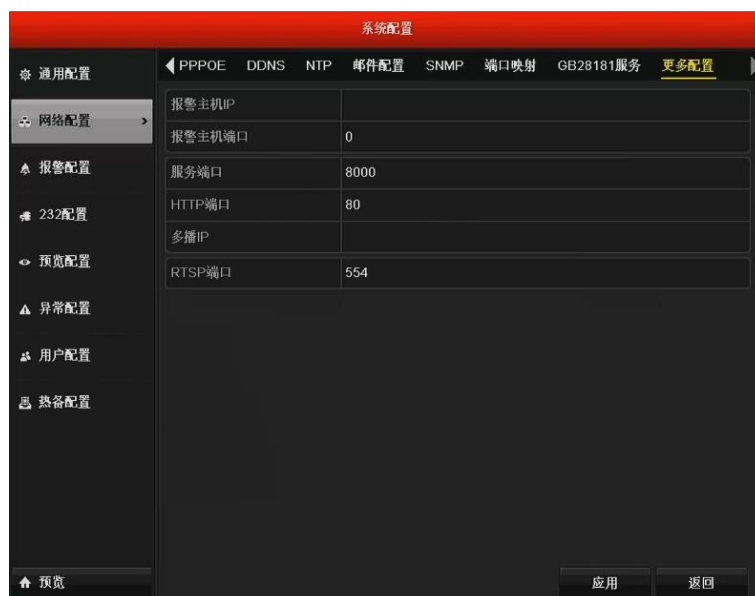 系统配置
通用配置
网络配置
报警配置
232配置
预览配置
异常配置
用户配置
热备配置
预览
PPPOE DDNS NTP 邮件配置 SNMP 端口映射 GB28181服务 更多配置
报警主机IP
报警主机端口 0
服务端口 8000
HTTP端口 80
多播IP
RTSP端口 554
应用 返回